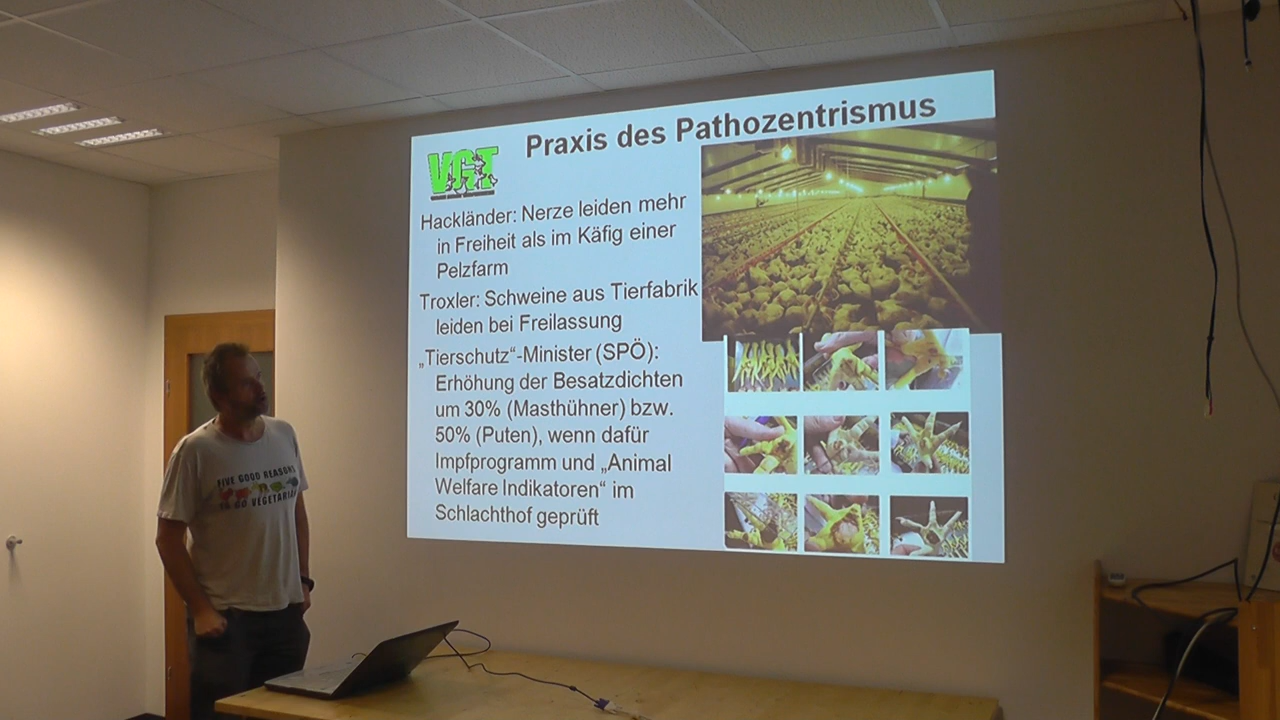 Praxis des Pathozentrismus
VGT
Hackländer: Nerze leiden mehr
in Freiheit als im Käfig einer
Pelzfarm
Troxler: Schweine aus Tierfabrik
leiden bei Freilassung
„Tierschutz“-Minister (SPÖ):
Erhöhung der Besatzdichten
um 30% (Masthühner) bzw.
50% (Puten), wenn dafür
Impfprogramm und „Animal
Welfare Indikatoren“ im
Schlachthof geprüft
FIVE GOOD REASONS
TO GO VEGETARIAN